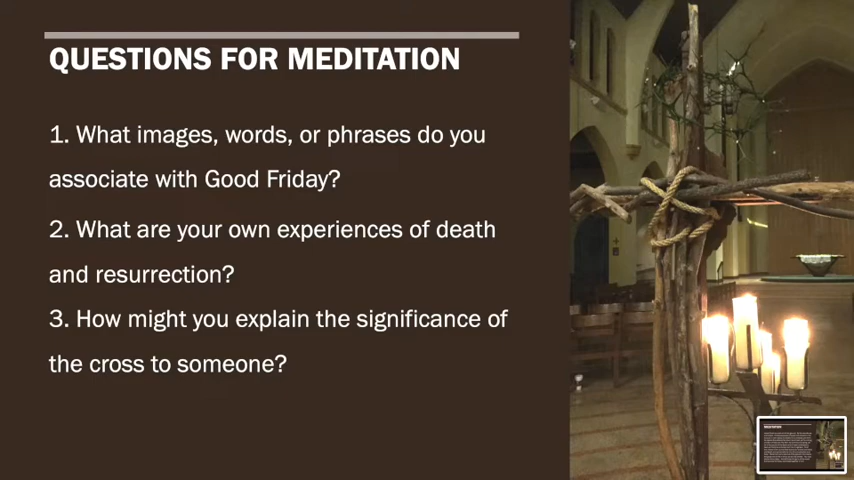 QUESTIONS FOR MEDITATION
1. What images, words, or phrases do you
associate with Good Friday?
2. What are your own experiences of death
and resurrection?
3. How might you explain the significance of
the cross to someone?
MEDITATION